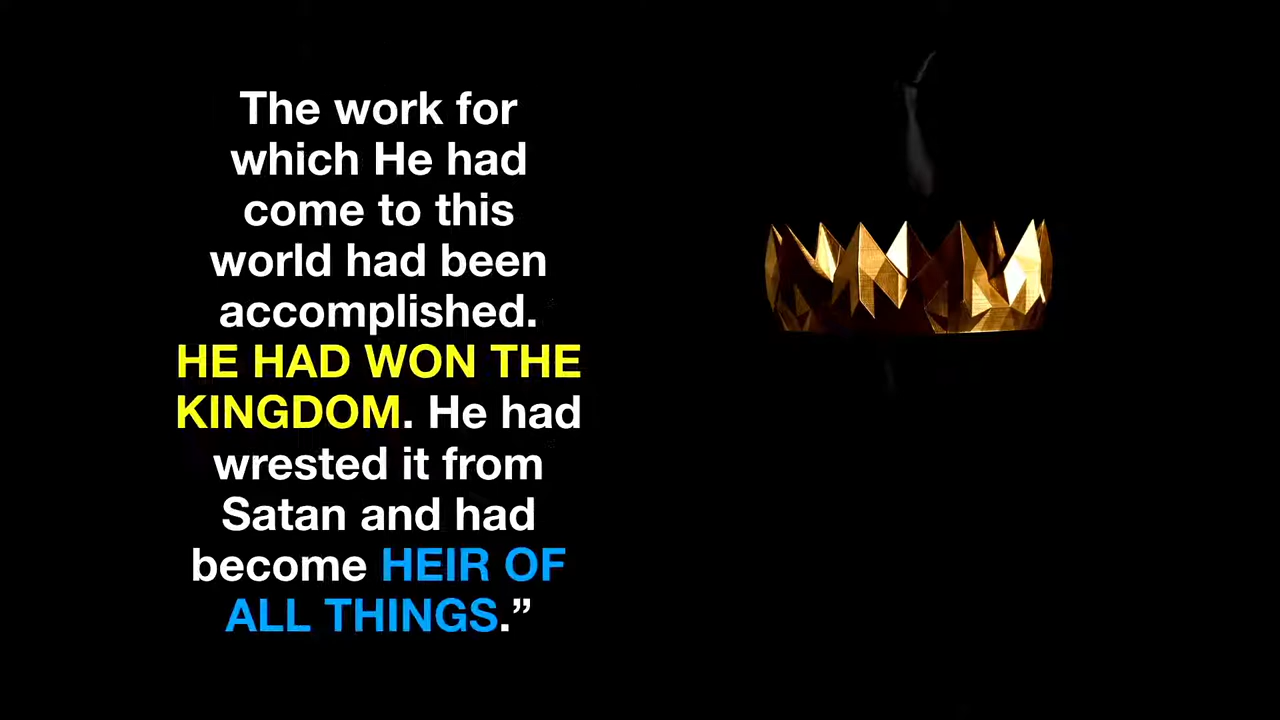 The work for
which He had
come to this
world had been
accomplished.
HE HAD WON THE
KINGDOM. He had
wrested it from
Satan and had
become HEIR OF
ALL THINGS.”